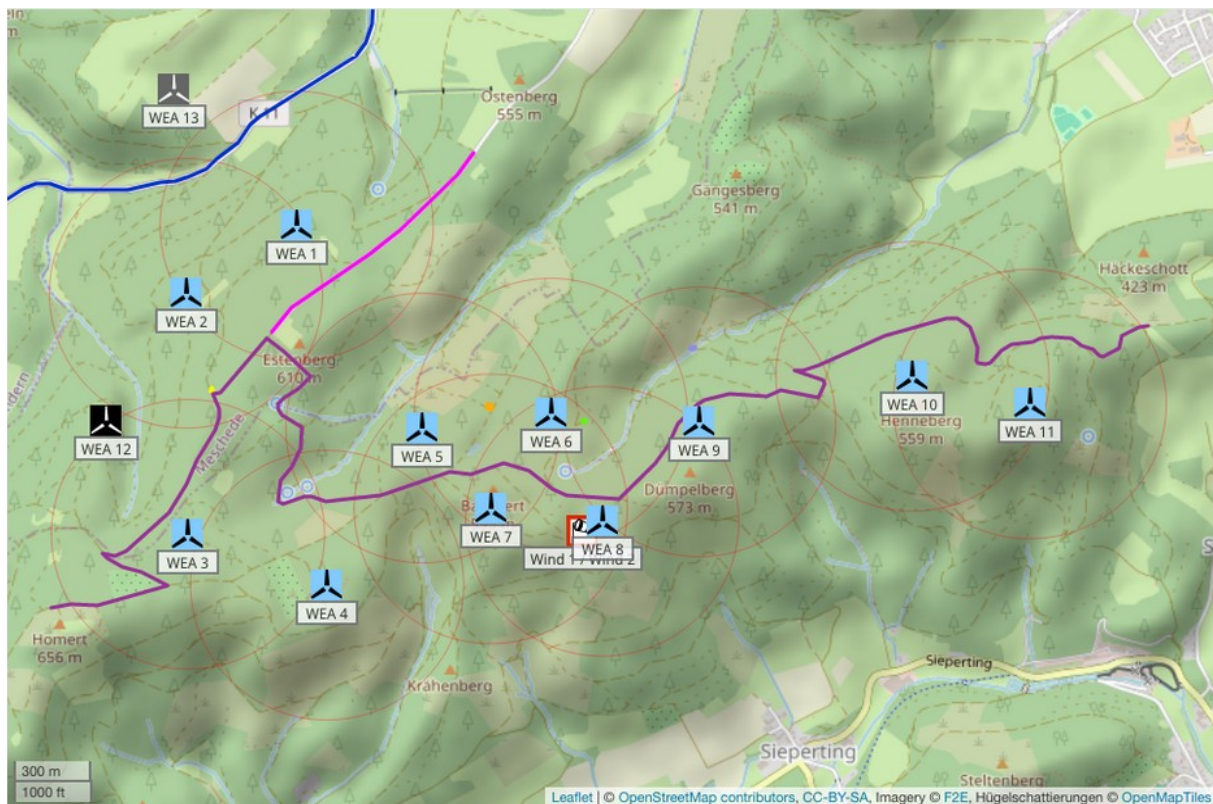 WEA 13
K 11
Ostenberg
555 m
WEA 1
Gängesberg
541 m
WEA 2
Häckeschott
423 m
Estenberg
610 m
Meschede
WEA 12
WEA 5
WEA 6
WEA 9
WEA 10
Henneberg
559 m
WEA 11
WEA 7
Dümpelberg
573 m
WEA 3
WEA 8
Wind 1 / Wind 2
WEA 4
Homert
656 m
Krähenberg
Sieperting
Sieperting
Steltenberg
300 m
1000 ft
Leaflet | © OpenStreetMap contributors, CC-BY-SA, Imagery © F2E, Hügelschattierungen © OpenMapTiles